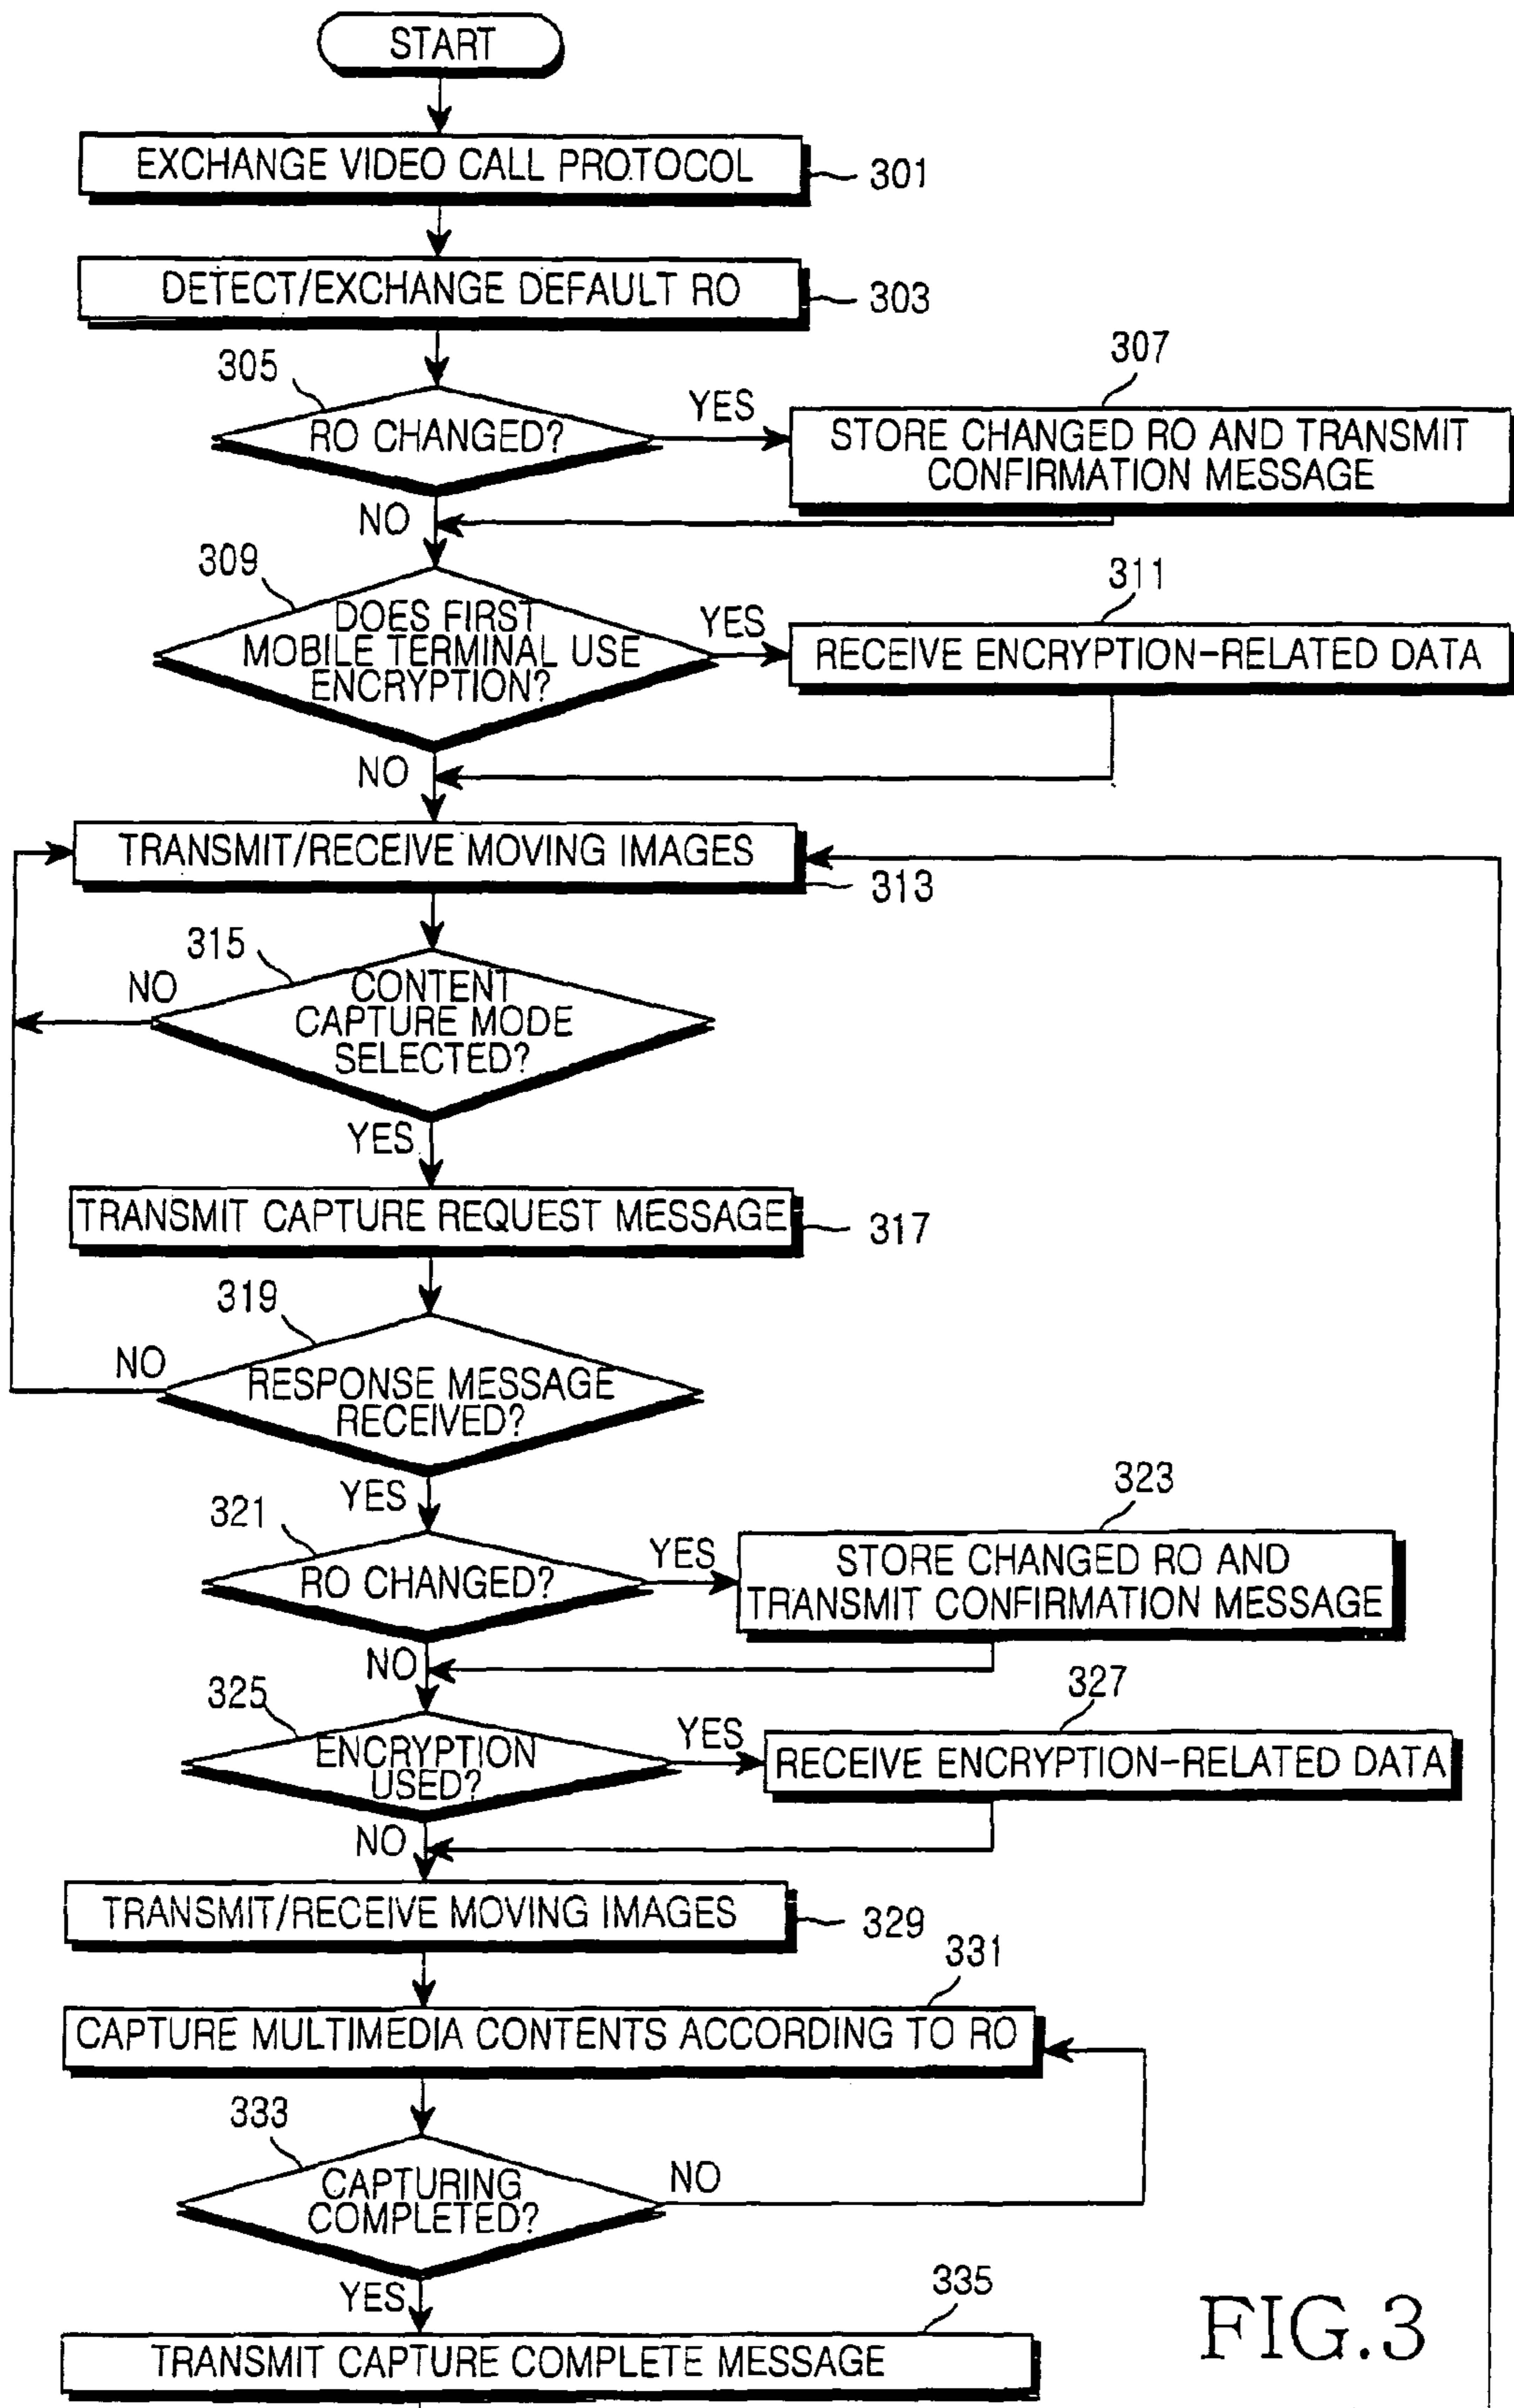 START
EXCHANGE VIDEO CALL PROTOCOL
301
DETECT/EXCHANGE DEFAULT RO
303
305
RO CHANGED?
YES
307
STORE CHANGED RO AND TRANSMIT
CONFIRMATION MESSAGE
NO
309
DOES FIRST
MOBILE TERMINAL USE
ENCRYPTION?
YES
311
RECEIVE ENCRYPTION-RELATED DATA
NO
TRANSMIT/RECEIVE MOVING IMAGES
313
315
NO
CONTENT
CAPTURE MODE
SELECTED?
YES
TRANSMIT CAPTURE REQUEST MESSAGE
317
319
NO
RESPONSE MESSAGE
RECEIVED?
YES
321
RO CHANGED?
YES
323
STORE CHANGED RO AND
TRANSMIT CONFIRMATION MESSAGE
NO
325
ENCRYPTION
USED?
YES
327
RECEIVE ENCRYPTION-RELATED DATA
NO
TRANSMIT/RECEIVE MOVING IMAGES
329
331
CAPTURE MULTIMEDIA CONTENTS ACCORDING TO RO
333
CAPTURING
COMPLETED?
NO
YES
335
TRANSMIT CAPTURE COMPLETE MESSAGE
FIG.3